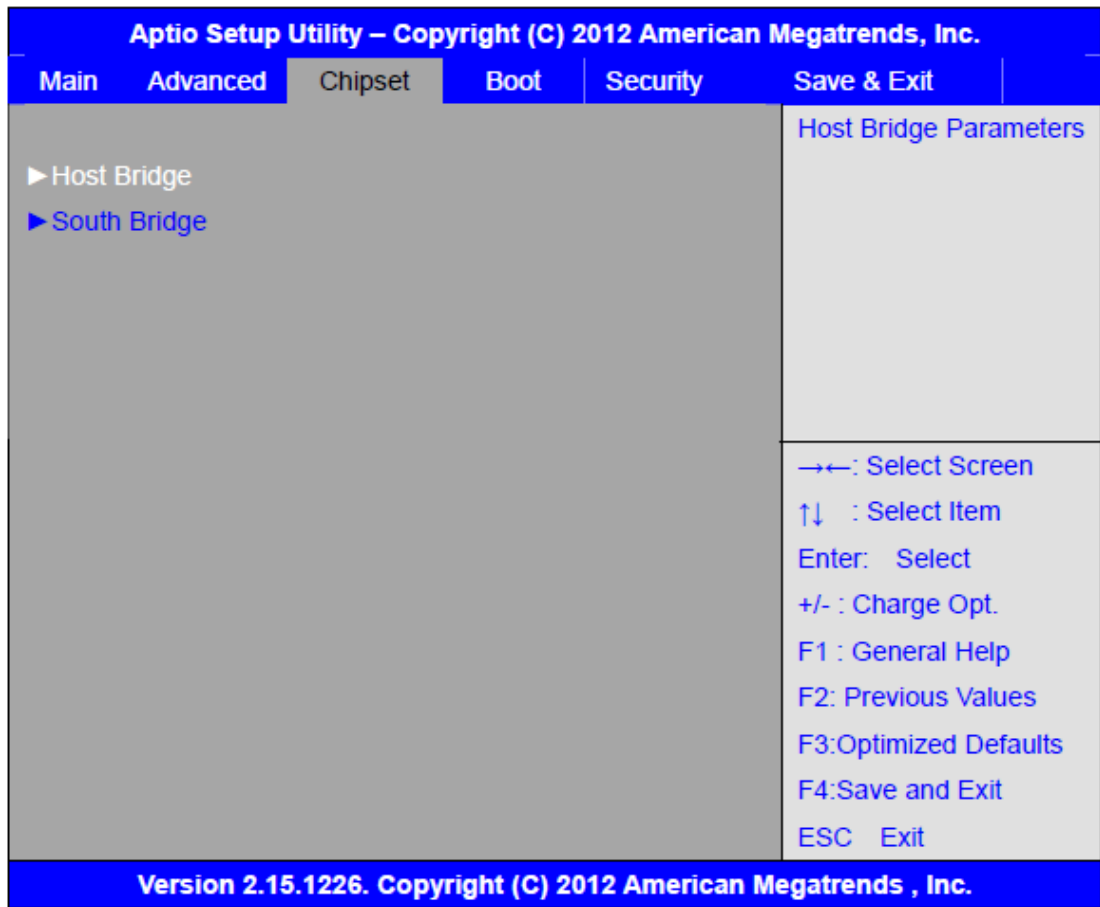 Aptio Setup Utility – Copyright (C) 2012 American Megatrends, Inc.
Main Advanced Chipset Boot Security Save & Exit
►Host Bridge
►South Bridge
Host Bridge Parameters
→←: Select Screen
↑↓ : Select Item
Enter: Select
+/- : Charge Opt.
F1 : General Help
F2: Previous Values
F3:Optimized Defaults
F4:Save and Exit
ESC Exit
Version 2.15.1226. Copyright (C) 2012 American Megatrends , Inc.